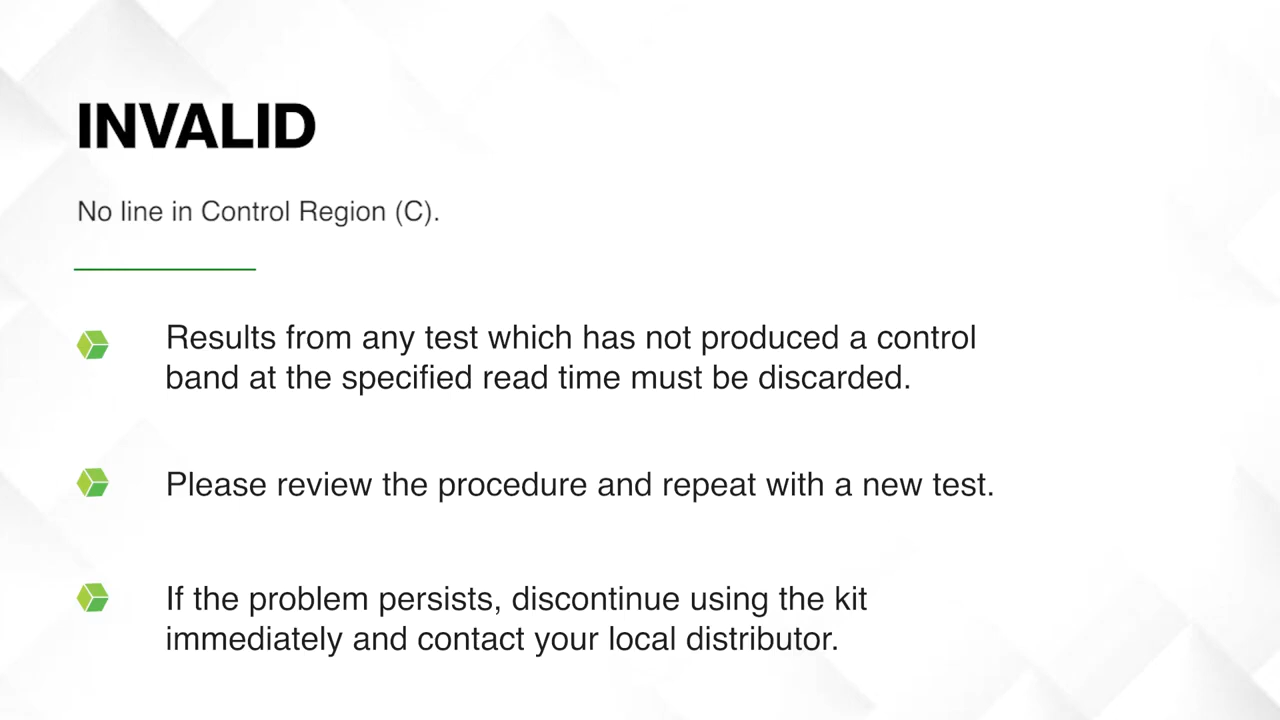 INVALID
No line in Control Region (C).
Results from any test which has not produced a control
band at the specified read time must be discarded.
Please review the procedure and repeat with a new test.
If the problem persists, discontinue using the kit
immediately and contact your local distributor.